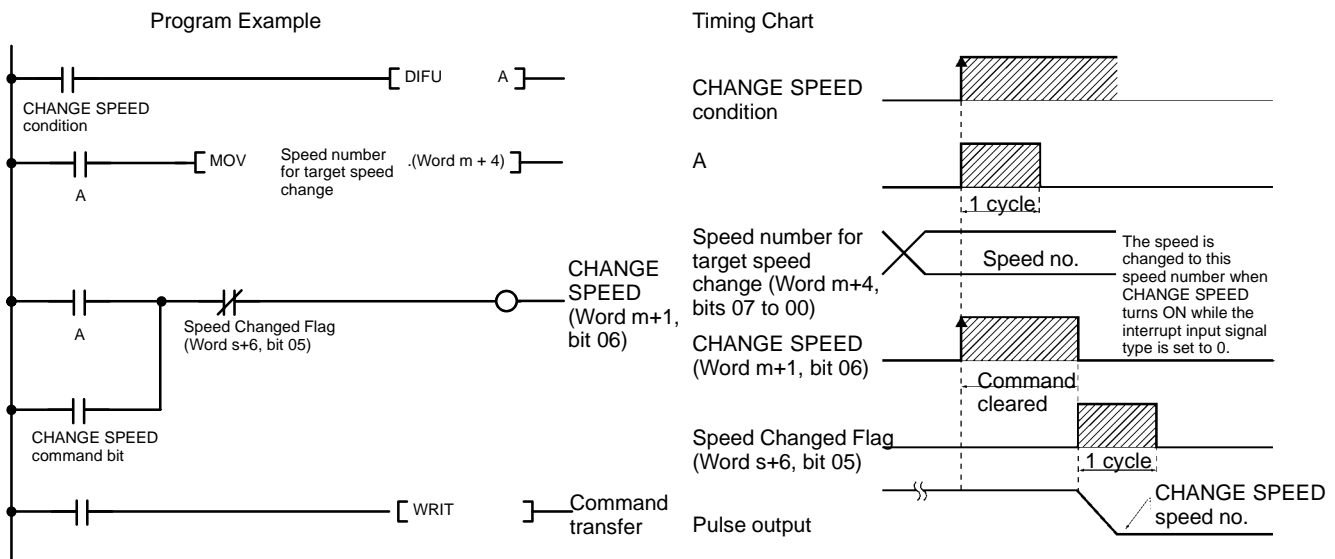 Program Example
DIFU A
CHANGE SPEED
condition
MOV
Speed number
for target speed
change
.(Word m + 4)
A
A
Speed Changed Flag
(Word s+6, bit 05)
CHANGE
SPEED
(Word m+1,
bit 06)
CHANGE SPEED
command bit
WRIT
Command
transfer
Timing Chart
CHANGE SPEED
condition
A
1 cycle
Speed number for
target speed
change (Word m+4,
bits 07 to 00)
Speed no.
The speed is
changed to this
speed number when
CHANGE SPEED
turns ON while the
interrupt input signal
type is set to 0.
CHANGE SPEED
(Word m+1, bit 06)
Command
cleared
Speed Changed Flag
(Word s+6, bit 05)
1 cycle
Pulse output
CHANGE SPEED
speed no.